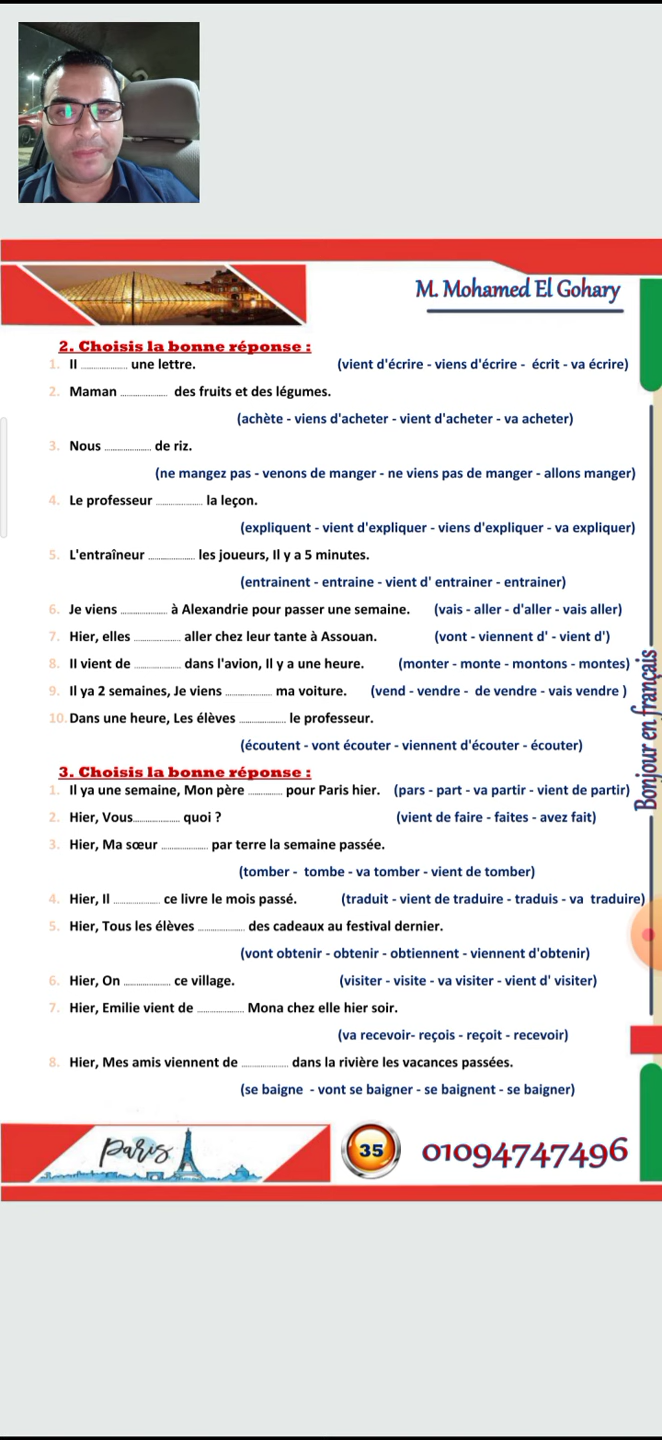 M. Mohamed El Gohary
2. Choisis la bonne réponse :
1. Il .................... une lettre. (vient d'écrire - viens d'écrire - écrit - va écrire)
2. Maman .................... des fruits et des légumes.
(achète - viens d'acheter - vient d'acheter - va acheter)
3. Nous .................... de riz.
(ne mangez pas - venons de manger - ne viens pas de manger - allons manger)
4. Le professeur .................... la leçon.
(expliquent - vient d'expliquer - viens d'expliquer - va expliquer)
5. L'entraîneur .................... les joueurs, Il y a 5 minutes.
(entrainent - entraine - vient d' entrainer - entrainer)
6. Je viens .................... à Alexandrie pour passer une semaine. (vais - aller - d'aller - vais aller)
7. Hier, elles .................... aller chez leur tante à Assouan. (vont - viennent d' - vient d')
8. Il vient de .................... dans l'avion, Il y a une heure. (monter - monte - montons - montes)
9. Il ya 2 semaines, Je viens .................... ma voiture. (vend - vendre - de vendre - vais vendre )
10. Dans une heure, Les élèves .................... le professeur.
(écoutent - vont écouter - viennent d'écouter - écouter)
3. Choisis la bonne réponse :
1. Il ya une semaine, Mon père ............... pour Paris hier. (pars - part - va partir - vient de partir)
2. Hier, Vous.................... quoi ? (vient de faire - faites - avez fait)
3. Hier, Ma sœur .................... par terre la semaine passée.
(tomber - tombe - va tomber - vient de tomber)
4. Hier, Il .................... ce livre le mois passé. (traduit - vient de traduire - traduis - va traduire)
5. Hier, Tous les élèves .................... des cadeaux au festival dernier.
(vont obtenir - obtenir - obtiennent - viennent d'obtenir)
6. Hier, On .................... ce village. (visiter - visite - va visiter - vient d' visiter)
7. Hier, Emilie vient de .................... Mona chez elle hier soir.
(va recevoir- reçois - reçoit - recevoir)
8. Hier, Mes amis viennent de .................... dans la rivière les vacances passées.
(se baigne - vont se baigner - se baignent - se baigner)
Bonjour en français
Paris
35
01094747496